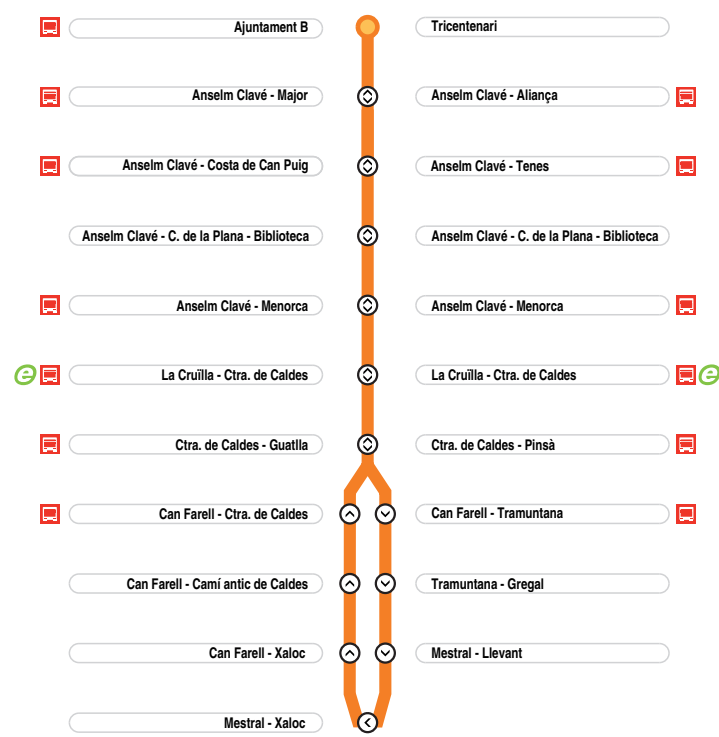 Ajuntament B
Tricentenari
Anselm Clavé - Major
Anselm Clavé - Aliança
Anselm Clavé - Costa de Can Puig
Anselm Clavé - Tenes
Anselm Clavé - C. de la Plana - Biblioteca
Anselm Clavé - C. de la Plana - Biblioteca
Anselm Clavé - Menorca
Anselm Clavé - Menorca
e
La Cruïlla - Ctra. de Caldes
La Cruïlla - Ctra. de Caldes
e
Ctra. de Caldes - Guatlla
Ctra. de Caldes - Pinsà
Can Farell - Ctra. de Caldes
Can Farell - Tramuntana
Can Farell - Camí antic de Caldes
Tramuntana - Gregal
Can Farell - Xaloc
Mestral - Llevant
Mestral - Xaloc